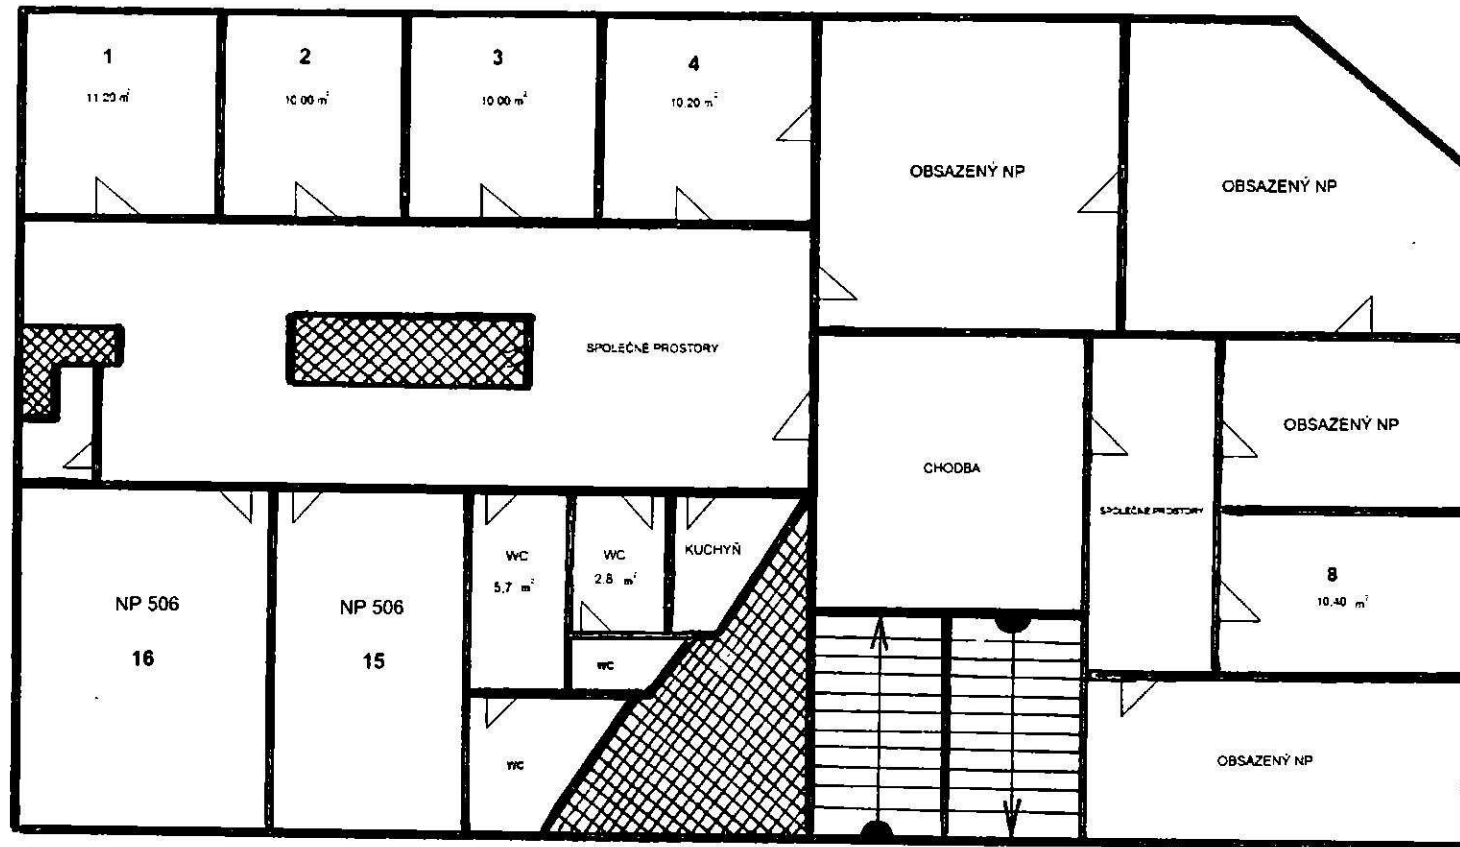 1
11.20 m²
2
10.00 m²
3
10.00 m²
4
10.20 m²
OBSAZENÝ NP
OBSAZENÝ NP
SPOLEČNÉ PROSTORY
OBSAZENÝ NP
CHODBA
SPOLEČNÉ PROSTORY
8
10.40 m²
WC
5,7 m²
WC
2.8 m²
KUCHYŇ
NP 506
16
NP 506
15
WC
WC
OBSAZENÝ NP